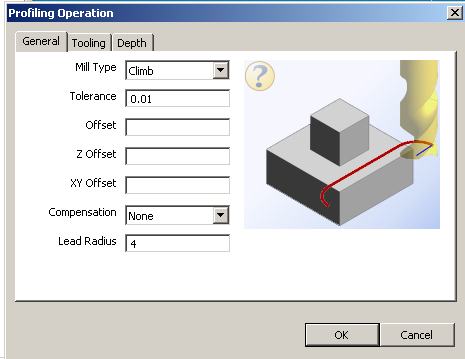 Profiling Operation
General Tooling Depth
Mill Type Climb
Tolerance 0.01
Offset
Z Offset
XY Offset
Compensation None
Lead Radius 4
?
OK Cancel